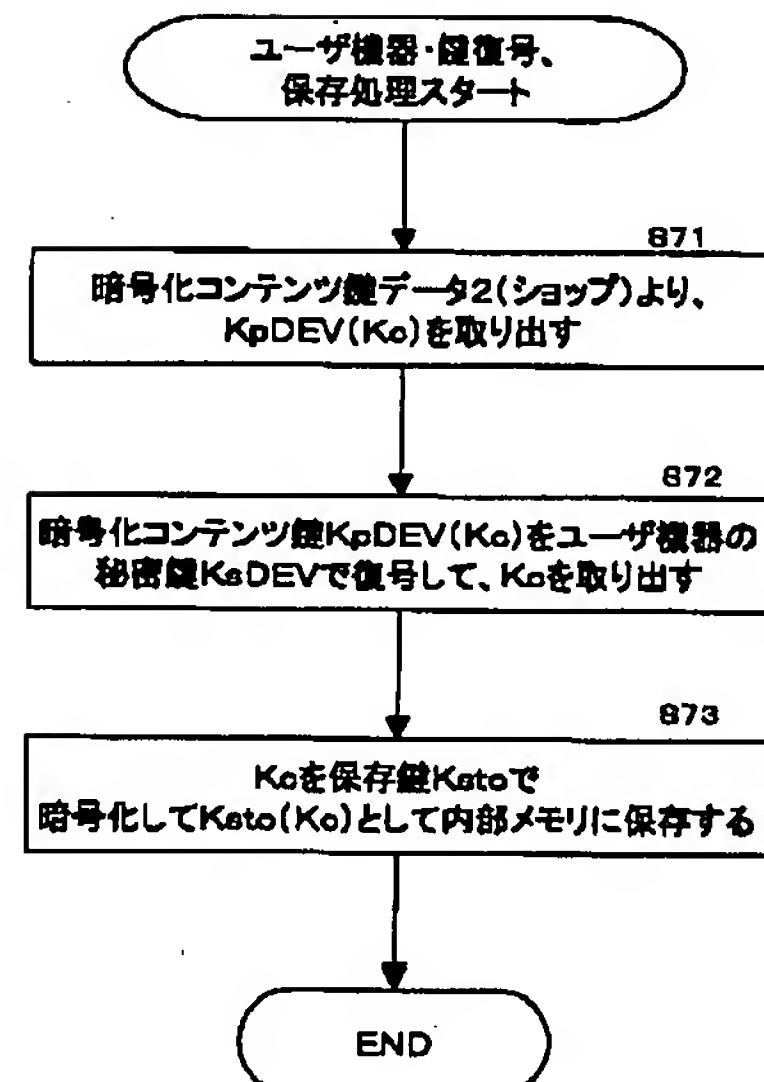 ユーザ機器・鍵復号、
保存処理スタート
S71
暗号化コンテンツ鍵データ2(ショップ)より、
KpDEV(Kc)を取り出す
S72
暗号化コンテンツ鍵KpDEV(Kc)をユーザ機器の
秘密鍵KsDEVで復号して、Kcを取り出す
S73
Kcを保存鍵Kstoで
暗号化してKsto(Kc)として内部メモリに保存する
END